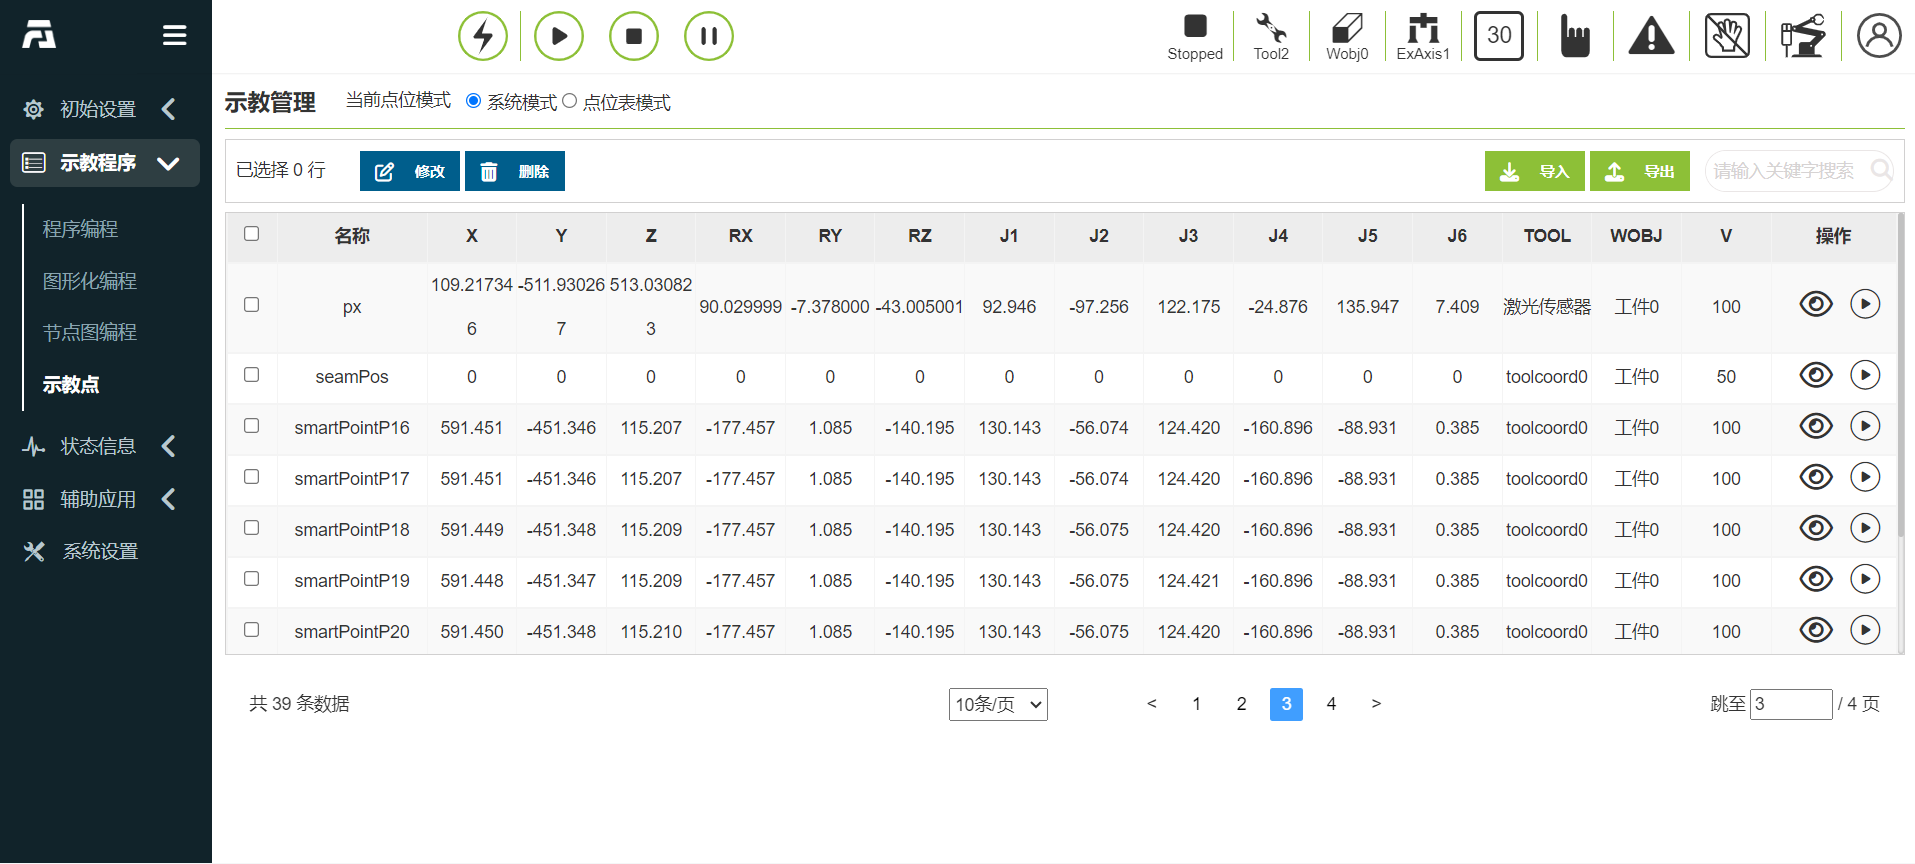 Stopped
Tool2
Wobj0
ExAxis1
30
初始设置
示教程序
程序编程
图形化编程
节点图编程
示教点
状态信息
辅助应用
系统设置
示教管理 当前点位模式 系统模式 点位表模式
已选择 0 行 修改 删除 导入 导出 请输入关键字搜索
名称 X Y Z RX RY RZ J1 J2 J3 J4 J5 J6 TOOL WOBJ V 操作
px 109.217346 -511.930267 513.030823 90.029999 -7.378000 -43.005001 92.946 -97.256 122.175 -24.876 135.947 7.409 激光传感器 工件0 100
seamPos 0 0 0 0 0 0 0 0 0 0 0 0 toolcoord0 工件0 50
smartPointP16 591.451 -451.346 115.207 -177.457 1.085 -140.195 130.143 -56.074 124.420 -160.896 -88.931 0.385 toolcoord0 工件0 100
smartPointP17 591.451 -451.346 115.207 -177.457 1.085 -140.195 130.143 -56.074 124.420 -160.896 -88.931 0.385 toolcoord0 工件0 100
smartPointP18 591.449 -451.348 115.209 -177.457 1.085 -140.195 130.143 -56.075 124.420 -160.896 -88.931 0.385 toolcoord0 工件0 100
smartPointP19 591.448 -451.347 115.209 -177.457 1.085 -140.195 130.143 -56.075 124.421 -160.896 -88.931 0.385 toolcoord0 工件0 100
smartPointP20 591.450 -451.348 115.210 -177.457 1.085 -140.195 130.143 -56.075 124.420 -160.896 -88.931 0.385 toolcoord0 工件0 100
共 39 条数据 10条/页 < 1 2 3 4 > 跳至 3 / 4 页